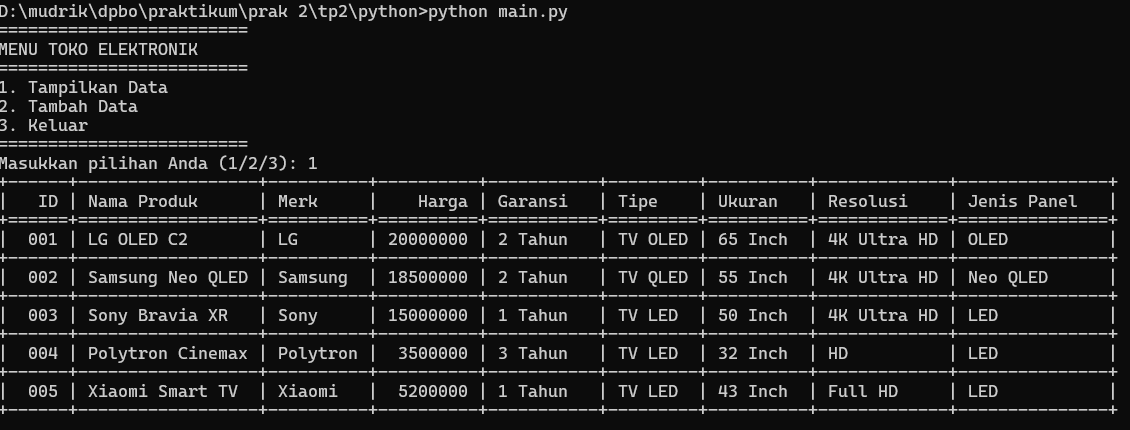 D:\mudrik\dpbo\praktikum\prak 2\tp2\python>python main.py
=========================
MENU TOKO ELEKTRONIK
=========================
1. Tampilkan Data
2. Tambah Data
3. Keluar
=========================
Masukkan pilihan Anda (1/2/3): 1
+------+------------------+----------+----------+-----------+---------+----------+-------------+---------------+
|   ID | Nama Produk      | Merk     |    Harga | Garansi   | Tipe    | Ukuran   | Resolusi    | Jenis Panel   |
+======+==================+==========+==========+===========+=========+==========+=============+===============+
|  001 | LG OLED C2       | LG       | 20000000 | 2 Tahun   | TV OLED | 65 Inch  | 4K Ultra HD | OLED          |
+------+------------------+----------+----------+-----------+---------+----------+-------------+---------------+
|  002 | Samsung Neo QLED | Samsung  | 18500000 | 2 Tahun   | TV QLED | 55 Inch  | 4K Ultra HD | Neo QLED      |
+------+------------------+----------+----------+-----------+---------+----------+-------------+---------------+
|  003 | Sony Bravia XR   | Sony     | 15000000 | 1 Tahun   | TV LED  | 50 Inch  | 4K Ultra HD | LED           |
+------+------------------+----------+----------+-----------+---------+----------+-------------+---------------+
|  004 | Polytron Cinemax | Polytron |  3500000 | 3 Tahun   | TV LED  | 32 Inch  | HD          | LED           |
+------+------------------+----------+----------+-----------+---------+----------+-------------+---------------+
|  005 | Xiaomi Smart TV  | Xiaomi   |  5200000 | 1 Tahun   | TV LED  | 43 Inch  | Full HD     | LED           |
+------+------------------+----------+----------+-----------+---------+----------+-------------+---------------+